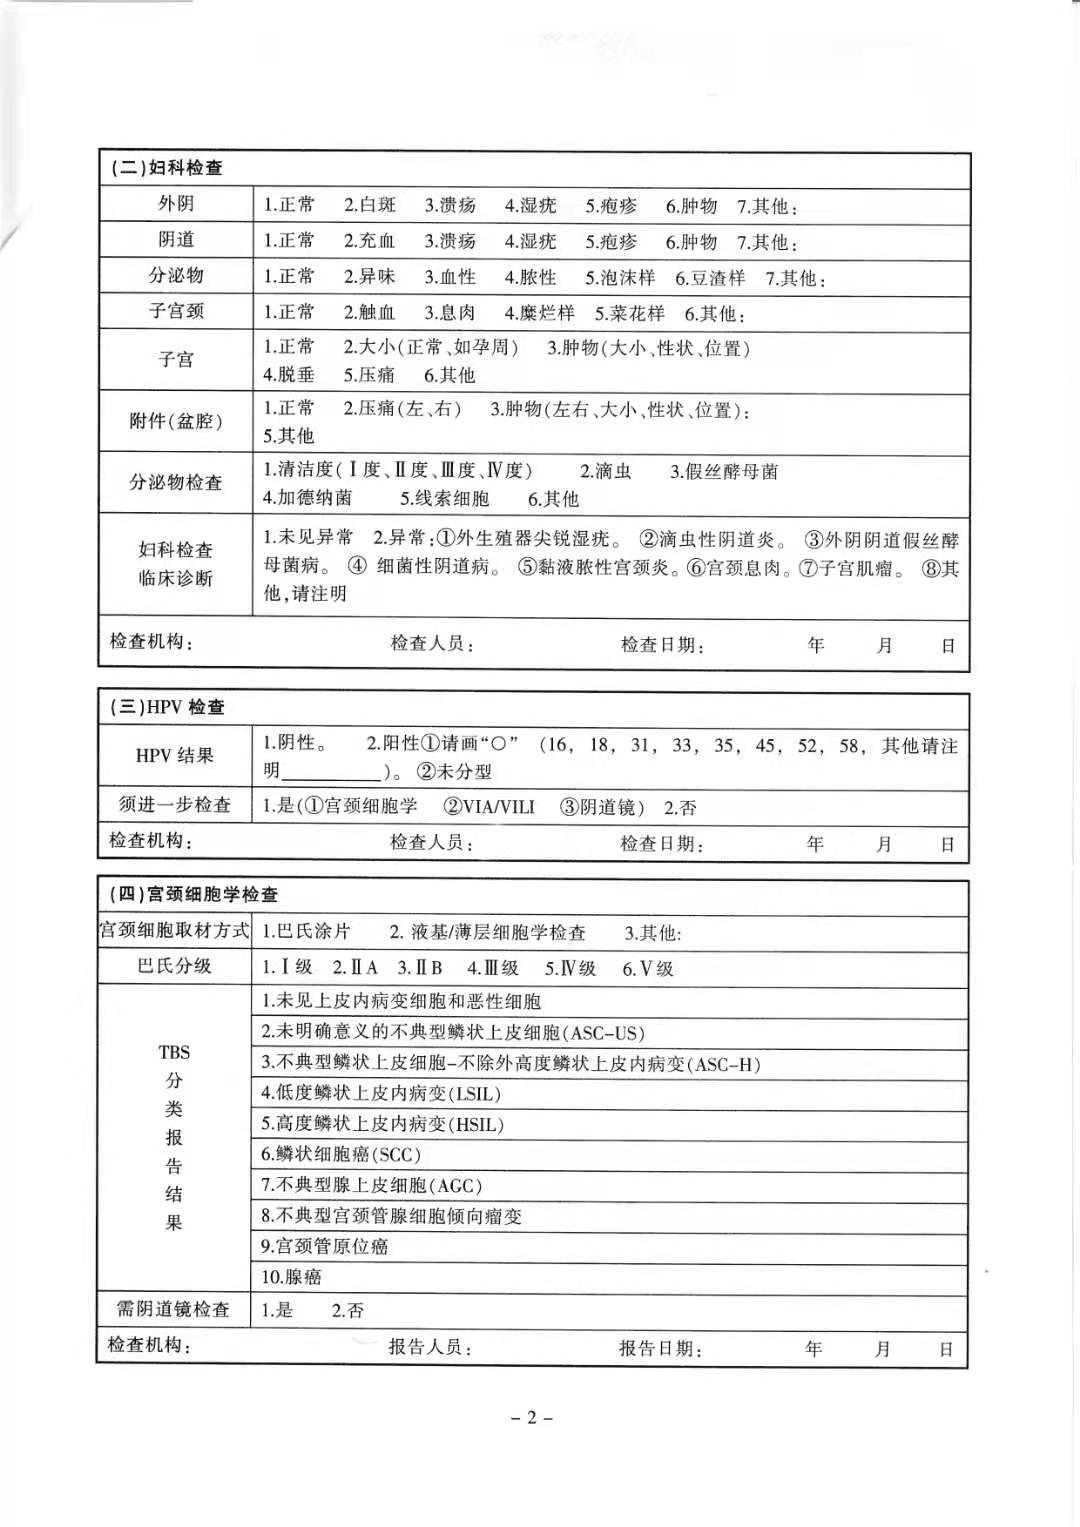 (二)妇科检查
外阴 1.正常 2.白斑 3.溃疡 4.湿疣 5.疱疹 6.肿物 7.其他:
阴道 1.正常 2.充血 3.溃疡 4.湿疣 5.疱疹 6.肿物 7.其他:
分泌物 1.正常 2.异味 3.血性 4.脓性 5.泡沫样 6.豆渣样 7.其他:
子宫颈 1.正常 2.触血 3.息肉 4.糜烂样 5.菜花样 6.其他:
子宫 1.正常 2.大小(正常、如孕周) 3.肿物(大小、性状、位置)
4.脱垂 5.压痛 6.其他
附件(盆腔) 1.正常 2.压痛(左、右) 3.肿物(左右、大小、性状、位置):
5.其他
分泌物检查 1.清洁度(Ⅰ度、Ⅱ度、Ⅲ度、Ⅳ度) 2.滴虫 3.假丝酵母菌
4.加德纳菌 5.线索细胞 6.其他
妇科检查
临床诊断
1.未见异常 2.异常:①外生殖器尖锐湿疣。 ②滴虫性阴道炎。 ③外阴阴道假丝酵
母菌病。 ④ 细菌性阴道病。 ⑤黏液脓性宫颈炎。⑥宫颈息肉。⑦子宫肌瘤。 ⑧其
他,请注明
检查机构: 检查人员: 检查日期: 年 月 日
(三)HPV 检查
HPV 结果 1.阴性。 2.阳性①请画“○” (16, 18, 31, 33, 35, 45, 52, 58, 其他请注
明__________)。 ②未分型
须进一步检查 1.是(①宫颈细胞学 ②VIA/VILI ③阴道镜) 2.否
检查机构: 检查人员: 检查日期: 年 月 日
(四)宫颈细胞学检查
宫颈细胞取材方式 1.巴氏涂片 2. 液基/薄层细胞学检查 3.其他:
巴氏分级 1.Ⅰ级 2.ⅡA 3.ⅡB 4.Ⅲ级 5.Ⅳ级 6.Ⅴ级
TBS
分
类
报
告
结
果
1.未见上皮内病变细胞和恶性细胞
2.未明确意义的不典型鳞状上皮细胞(ASC-US)
3.不典型鳞状上皮细胞-不除外高度鳞状上皮内病变(ASC-H)
4.低度鳞状上皮内病变(LSIL)
5.高度鳞状上皮内病变(HSIL)
6.鳞状细胞癌(SCC)
7.不典型腺上皮细胞(AGC)
8.不典型宫颈管腺细胞倾向瘤变
9.宫颈管原位癌
10.腺癌
需阴道镜检查 1.是 2.否
检查机构: 报告人员: 报告日期: 年 月 日
- 2 -